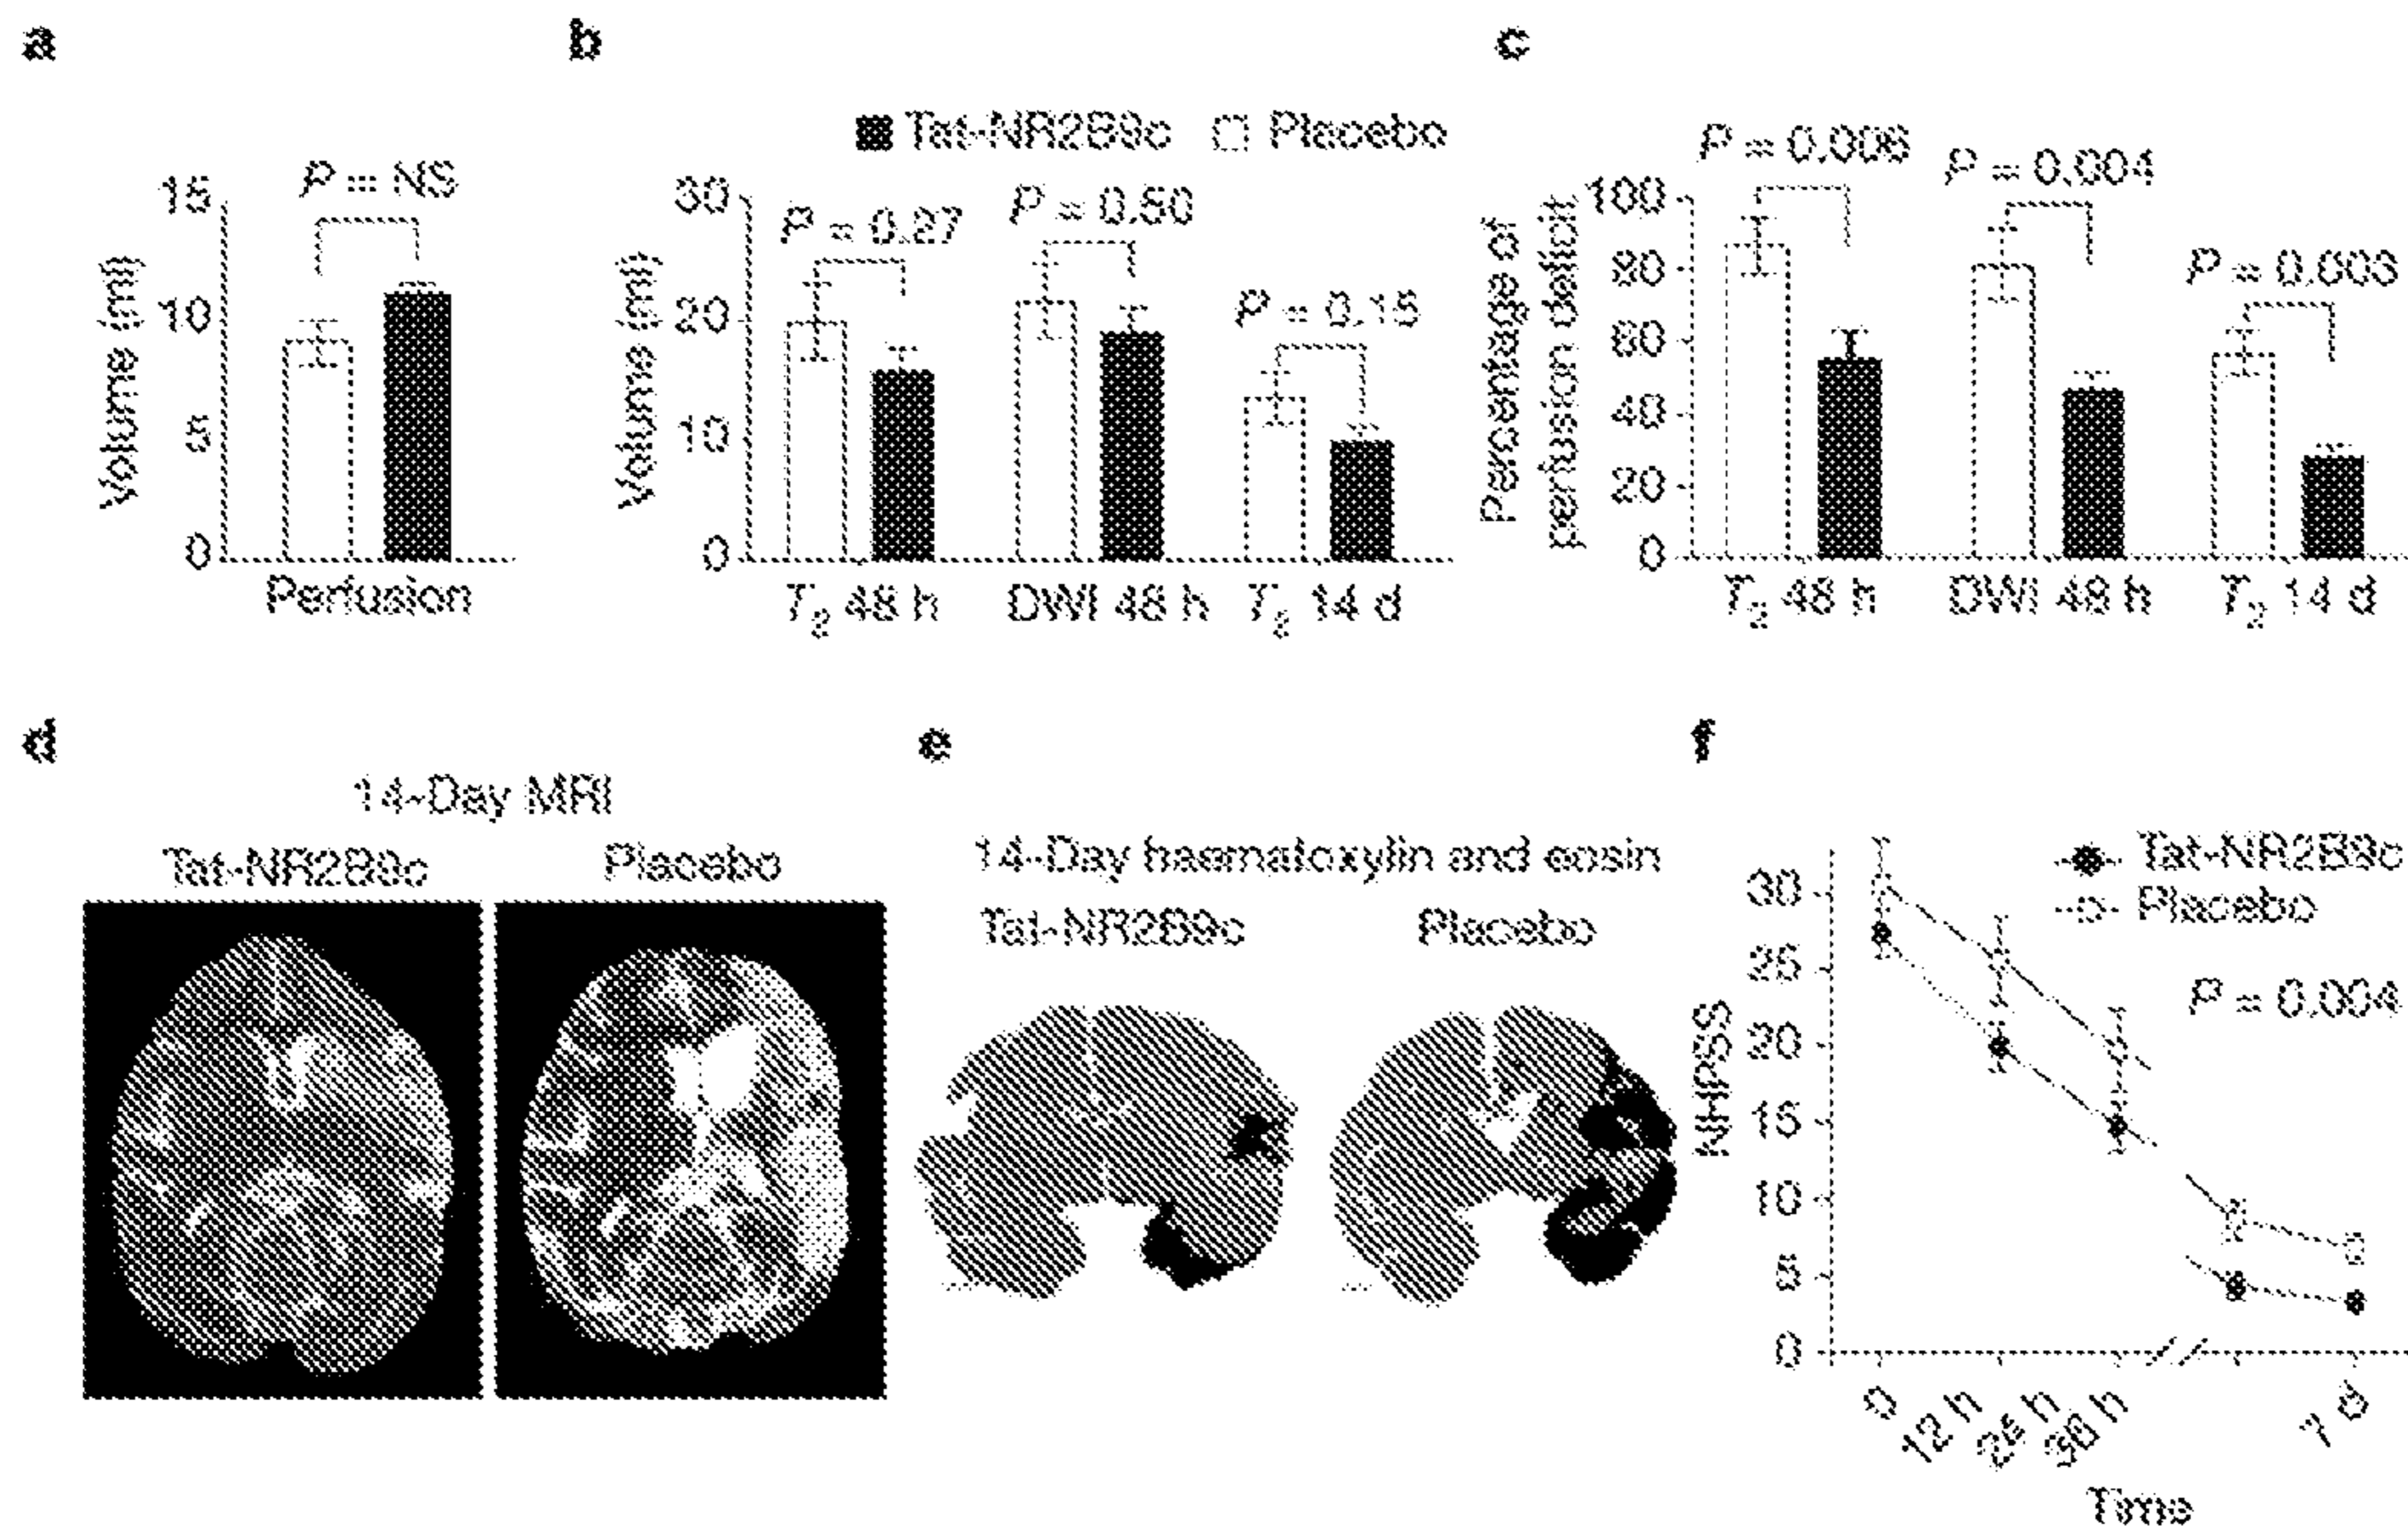 a
b
c
Tat-NR2B9c
Placebo
P = NS
15
10
5
0
Volume (ml)
Perfusion
P = 0.27
P = 0.50
30
20
10
0
Volume (ml)
T2 48 h
DWI 48 h
T2 14 d
P = 0.15
P = 0.006
P = 0.004
P = 0.003
100
80
60
40
20
0
Percentage of
perfusion deficit
T2 48 h
DWI 48 h
T2 14 d
d
14-Day MRI
Tat-NR2B9c
Placebo
e
14-Day haematoxylin and eosin
Tat-NR2B9c
Placebo
f
Tat-NR2B9c
Placebo
P = 0.004
30
25
20
15
10
5
0
NHPSS
0
12 h
24 h
7 d
Time